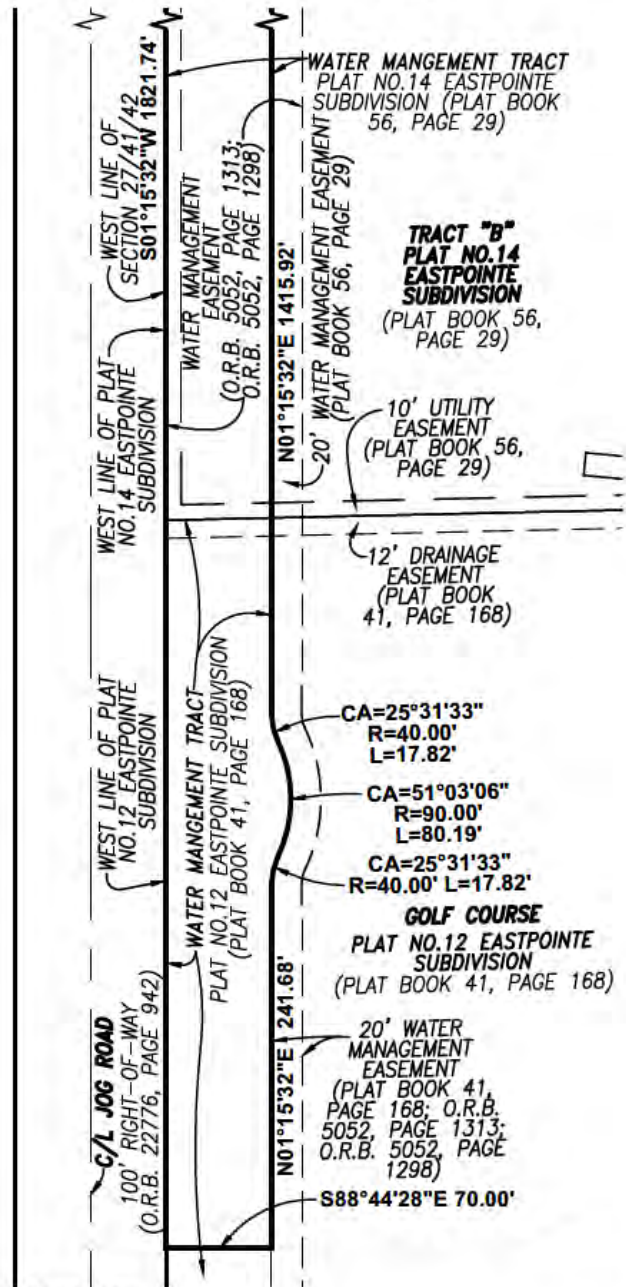 WATER MANGEMENT TRACT
PLAT NO.14 EASTPOINTE
SUBDIVISION (PLAT BOOK
56, PAGE 29)
WEST LINE OF
SECTION 27/41/42
S01°15'32"W 1821.74'
WATER MANAGEMENT
EASEMENT
(O.R.B. 5052, PAGE 1313;
O.R.B. 5052, PAGE 1298)
N01°15'32"E 1415.92'
20' WATER MANAGEMENT EASEMENT
(PLAT BOOK 56, PAGE 29)
TRACT "B"
PLAT NO.14
EASTPOINTE
SUBDIVISION
(PLAT BOOK 56,
PAGE 29)
WEST LINE OF PLAT
NO.14 EASTPOINTE
SUBDIVISION
10' UTILITY
EASEMENT
(PLAT BOOK 56,
PAGE 29)
12' DRAINAGE
EASEMENT
(PLAT BOOK
41, PAGE 168)
WEST LINE OF PLAT
NO.12 EASTPOINTE
SUBDIVISION
WATER MANGEMENT TRACT
PLAT NO.12 EASTPOINTE SUBDIVISION
(PLAT BOOK 41, PAGE 168)
CA=25°31'33"
R=40.00'
L=17.82'
CA=51°03'06"
R=90.00'
L=80.19'
CA=25°31'33"
R=40.00' L=17.82'
GOLF COURSE
PLAT NO.12 EASTPOINTE
SUBDIVISION
(PLAT BOOK 41, PAGE 168)
C/L JOG ROAD
100' RIGHT-OF-WAY
(O.R.B. 22776, PAGE 942)
N01°15'32"E 241.68'
20' WATER
MANAGEMENT
EASEMENT
(PLAT BOOK 41,
PAGE 168; O.R.B.
5052, PAGE 1313;
O.R.B. 5052, PAGE
1298)
S88°44'28"E 70.00'